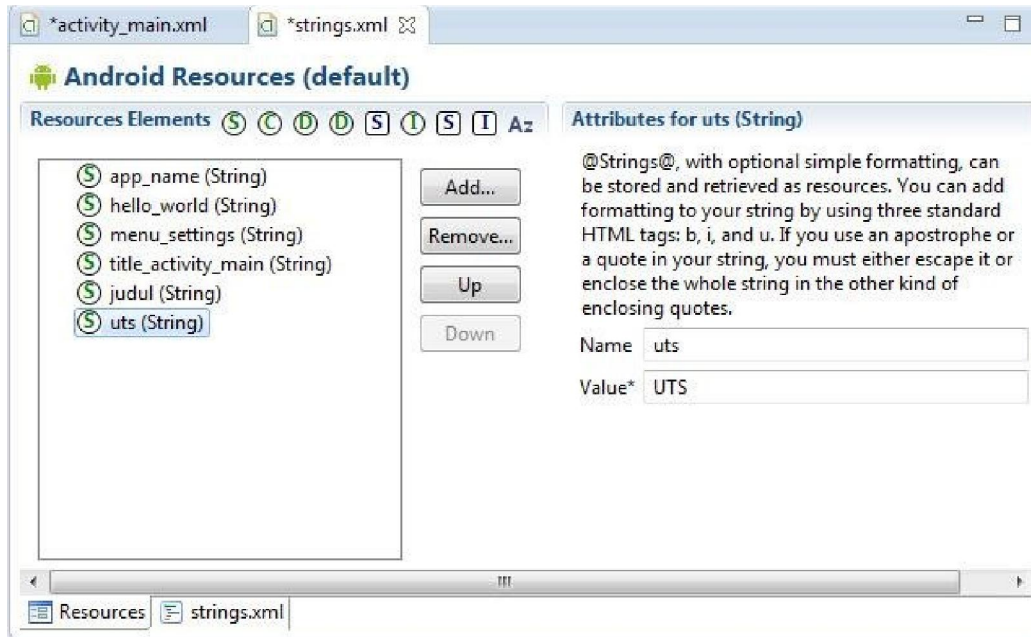 *activity_main.xml
*strings.xml
Android Resources (default)
Resources Elements S C D D S I S I Az
app_name (String)
hello_world (String)
menu_settings (String)
title_activity_main (String)
judul (String)
uts (String)
Add...
Remove...
Up
Down
Attributes for uts (String)
@Strings@, with optional simple formatting, can
be stored and retrieved as resources. You can add
formatting to your string by using three standard
HTML tags: b, i, and u. If you use an apostrophe or
a quote in your string, you must either escape it or
enclose the whole string in the other kind of
enclosing quotes.
Name uts
Value* UTS
Resources
strings.xml